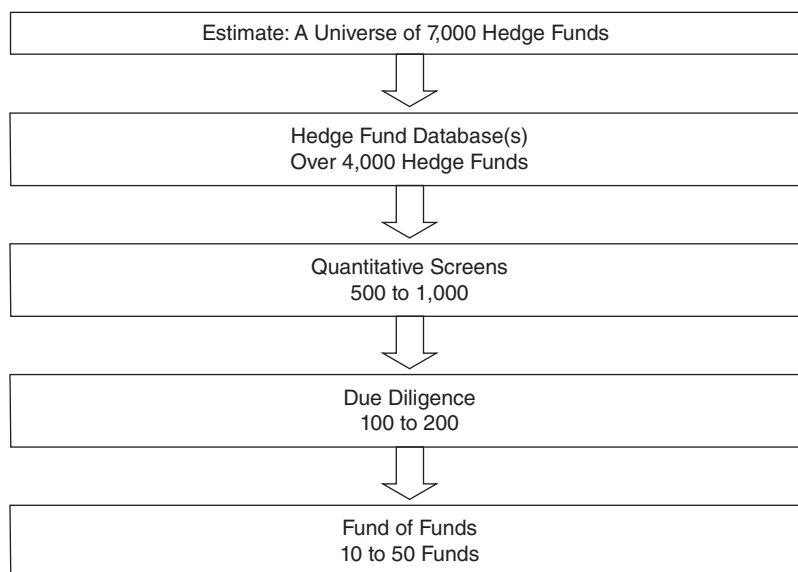 Estimate: A Universe of 7,000 Hedge Funds
Hedge Fund Database(s)
Over 4,000 Hedge Funds
Quantitative Screens
500 to 1,000
Due Diligence
100 to 200
Fund of Funds
10 to 50 Funds